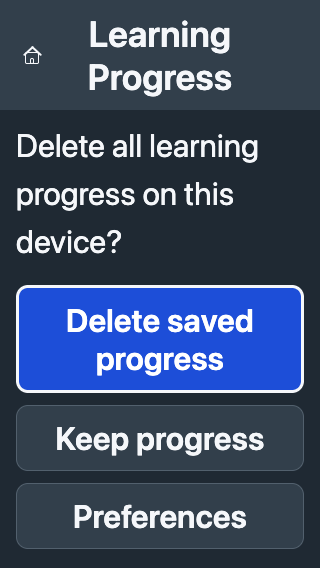 Learning
Progress
Delete all learning
progress on this
device?
Delete saved
progress
Keep progress
Preferences